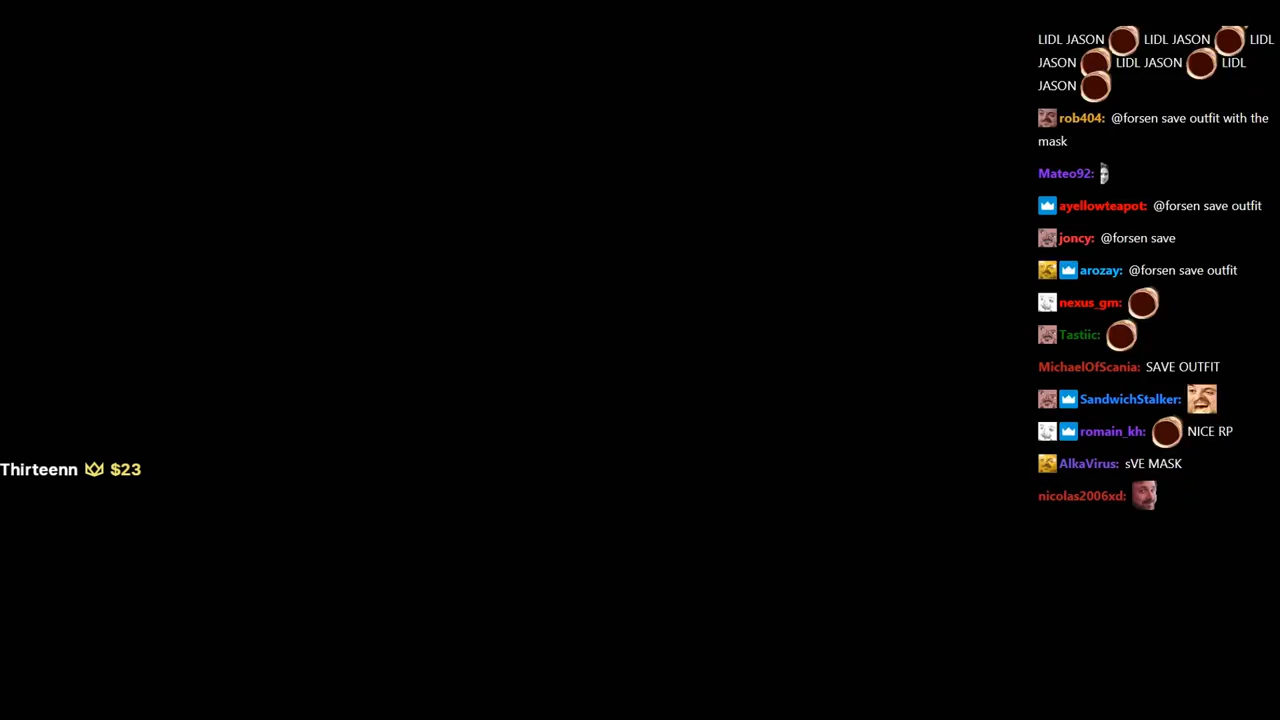 LIDL JASON LIDL JASON LIDL
JASON LIDL JASON LIDL
JASON
rob404: @forsen save outfit with the
mask
Mateo92:
ayellowteapot: @forsen save outfit
joncy: @forsen save
arozay: @forsen save outfit
nexus_gm:
Tastiic:
MichaelOfScania: SAVE OUTFIT
SandwichStalker:
romain_kh: NICE RP
AlkaVirus: sVE MASK
Thirteenn $23
nicolas2006xd: